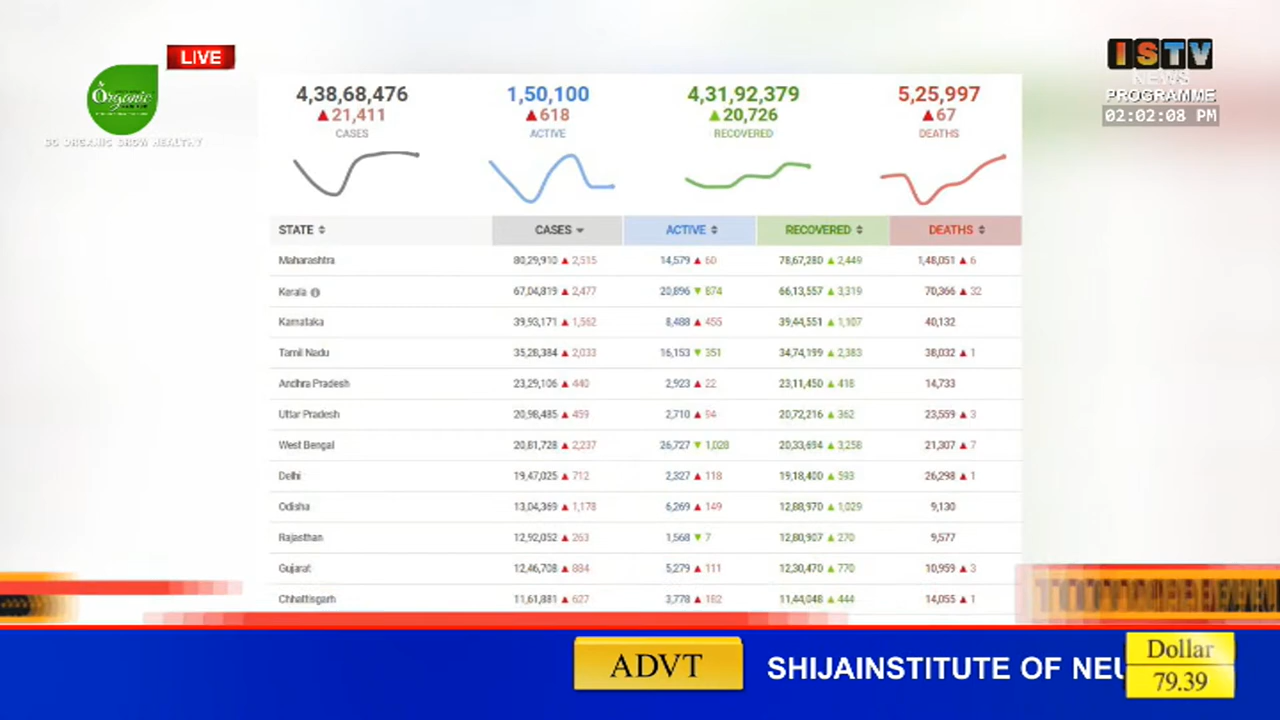 LIVE
Organic
GO ORGANIC GROW HEALTHY
ISTV
NEWS
PROGRAMME
02:02:08 PM
4,38,68,476 1,50,100 4,31,92,379 5,25,997
▲21,411 ▲618 ▲20,726 ▲67
CASES ACTIVE RECOVERED DEATHS
STATE CASES ACTIVE RECOVERED DEATHS
Maharashtra 80,29,910 ▲ 2,515 14,579 ▲ 60 78,67,280 ▲ 2,449 1,48,051 ▲ 6
Kerala 67,04,819 ▲ 2,477 20,896 ▼ 874 66,13,557 ▲ 3,319 70,366 ▲ 32
Karnataka 39,93,171 ▲ 1,562 8,488 ▲ 455 39,44,551 ▲ 1,107 40,132
Tamil Nadu 35,28,384 ▲ 2,033 16,153 ▼ 351 34,74,199 ▲ 2,383 38,032 ▲ 1
Andhra Pradesh 23,29,106 ▲ 440 2,923 ▲ 22 23,11,450 ▲ 418 14,733
Uttar Pradesh 20,98,485 ▲ 459 2,710 ▲ 94 20,72,216 ▲ 362 23,559 ▲ 3
West Bengal 20,81,728 ▲ 2,237 26,727 ▼ 1,028 20,33,694 ▲ 3,258 21,307 ▲ 7
Delhi 19,47,025 ▲ 712 2,327 ▲ 118 19,18,400 ▲ 593 26,298 ▲ 1
Odisha 13,04,369 ▲ 1,178 6,269 ▲ 149 12,88,970 ▲ 1,029 9,130
Rajasthan 12,92,052 ▲ 263 1,568 ▼ 7 12,80,907 ▲ 270 9,577
Gujarat 12,46,708 ▲ 884 5,279 ▲ 111 12,30,470 ▲ 770 10,959 ▲ 3
Chhattisgarh 11,61,881 ▲ 627 3,778 ▲ 182 11,44,048 ▲ 444 14,055 ▲ 1
ADVT SHIJAINSTITUTE OF NEU
Dollar
79.39